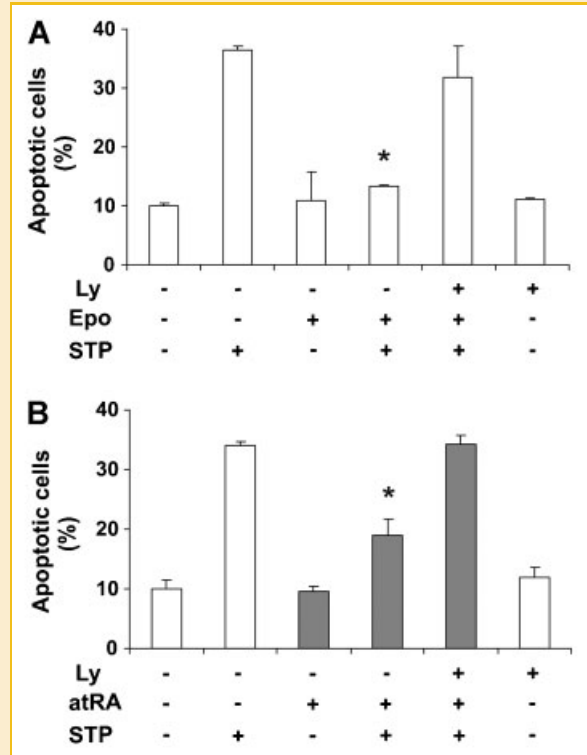 A
Apoptotic cells
(%)
40
30
20
10
0
*
Ly - - - - + +
Epo - - + + + -
STP - + - + + -
B
Apoptotic cells
(%)
40
30
20
10
0
*
Ly - - - - + +
atRA - - + + + -
STP - + - + + -